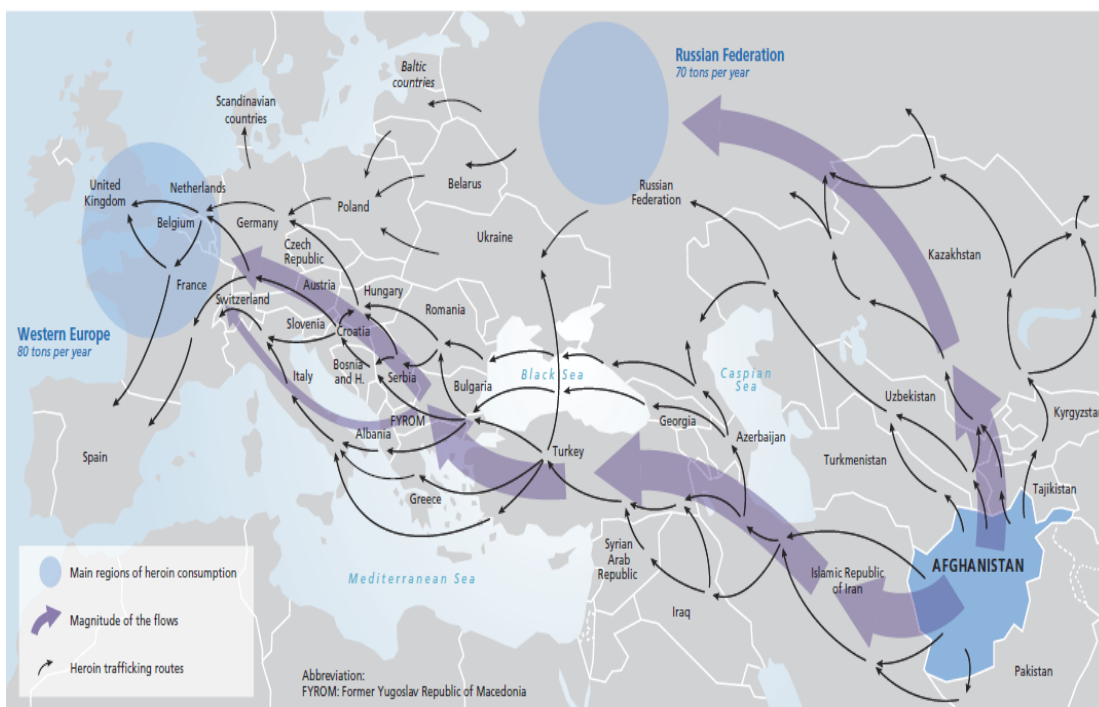 Russian Federation
70 tons per year
Baltic
countries
Scandinavian
countries
United
Kingdom
Netherlands
Belgium
Germany
Poland
Belarus
Russian
Federation
Ukraine
Czech
Republic
Kazakhstan
France
Austria
Hungary
Switzerland
Romania
Slovenia
Croatia
Western Europe
80 tons per year
Bosnia
and H.
Serbia
Italy
Bulgaria
Black Sea
Caspian
Sea
Uzbekistan
Kyrgyzstan
FYROM
Georgia
Azerbaijan
Albania
Turkey
Turkmenistan
Spain
Greece
Tajikistan
Syrian
Arab
Republic
AFGHANISTAN
Mediterranean Sea
Islamic Republic
of Iran
Iraq
Pakistan
Main regions of heroin consumption
Magnitude of the flows
Heroin trafficking routes
Abbreviation:
FYROM: Former Yugoslav Republic of Macedonia